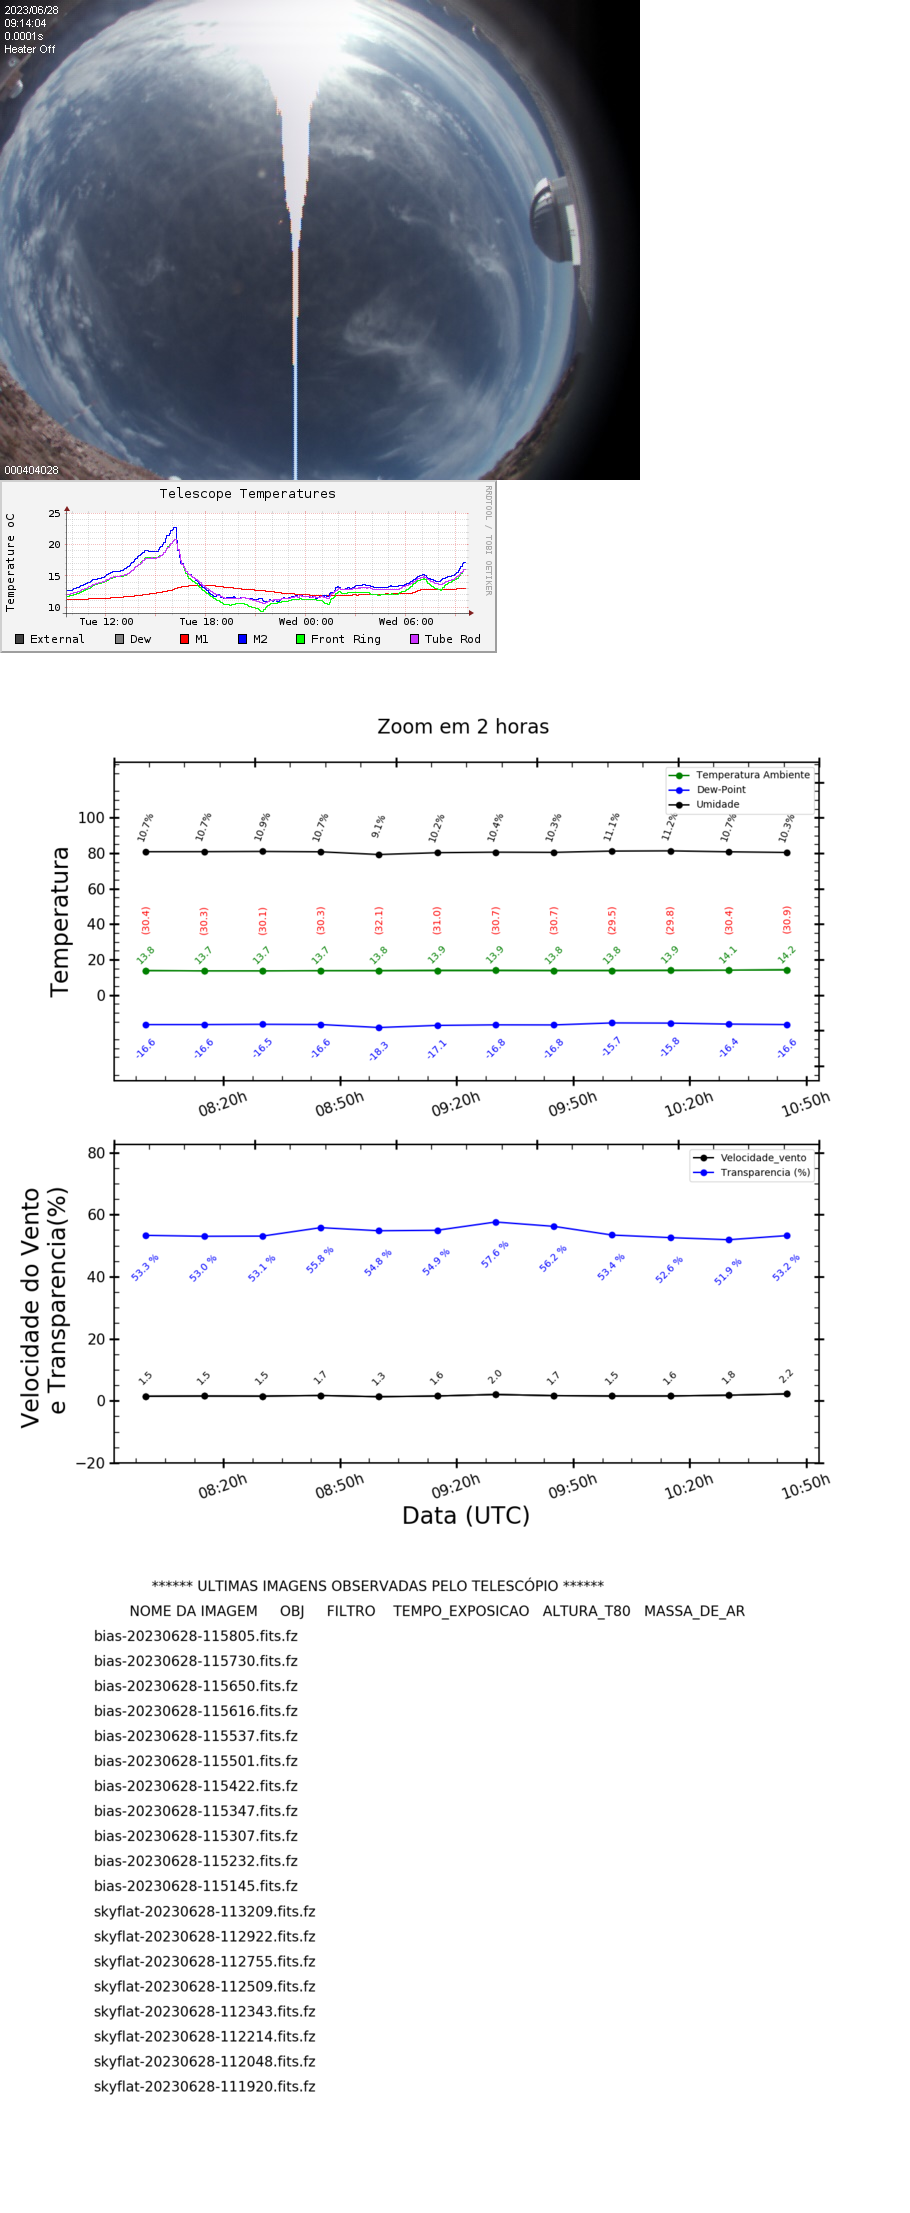 2023/06/28
09:14:04
0.0001s
Heater Off
000404028
Telescope Temperatures
RRDTOOL / TOBI OETIKER
Temperature oC
25
20
15
10
Tue 12:00 Tue 18:00 Wed 00:00 Wed 06:00
External Dew M1 M2 Front Ring Tube Rod
Zoom em 2 horas
Temperatura Ambiente
Dew-Point
Umidade
Temperatura
100
80
60
40
20
0
10.7% 10.7% 10.9% 10.7% 9.1% 10.2% 10.4% 10.3% 11.1% 11.2% 10.7% 10.3%
(30.4) (30.3) (30.1) (30.3) (32.1) (31.0) (30.7) (30.7) (29.5) (29.8) (30.4) (30.9)
13.8 13.7 13.7 13.7 13.8 13.9 13.9 13.8 13.8 13.9 14.1 14.2
-16.6 -16.6 -16.5 -16.6 -18.3 -17.1 -16.8 -16.8 -15.7 -15.8 -16.4 -16.6
08:20h 08:50h 09:20h 09:50h 10:20h 10:50h
Velocidade_vento
Transparencia (%)
Velocidade do Vento
e Transparencia(%)
80
60
40
20
0
−20
53.3 % 53.0 % 53.1 % 55.8 % 54.8 % 54.9 % 57.6 % 56.2 % 53.4 % 52.6 % 51.9 % 53.2 %
1.5 1.5 1.5 1.7 1.3 1.6 2.0 1.7 1.5 1.6 1.8 2.2
08:20h 08:50h 09:20h 09:50h 10:20h 10:50h
Data (UTC)
****** ULTIMAS IMAGENS OBSERVADAS PELO TELESCÓPIO ******
NOME DA IMAGEM OBJ FILTRO TEMPO_EXPOSICAO ALTURA_T80 MASSA_DE_AR
bias-20230628-115805.fits.fz
bias-20230628-115730.fits.fz
bias-20230628-115650.fits.fz
bias-20230628-115616.fits.fz
bias-20230628-115537.fits.fz
bias-20230628-115501.fits.fz
bias-20230628-115422.fits.fz
bias-20230628-115347.fits.fz
bias-20230628-115307.fits.fz
bias-20230628-115232.fits.fz
bias-20230628-115145.fits.fz
skyflat-20230628-113209.fits.fz
skyflat-20230628-112922.fits.fz
skyflat-20230628-112755.fits.fz
skyflat-20230628-112509.fits.fz
skyflat-20230628-112343.fits.fz
skyflat-20230628-112214.fits.fz
skyflat-20230628-112048.fits.fz
skyflat-20230628-111920.fits.fz